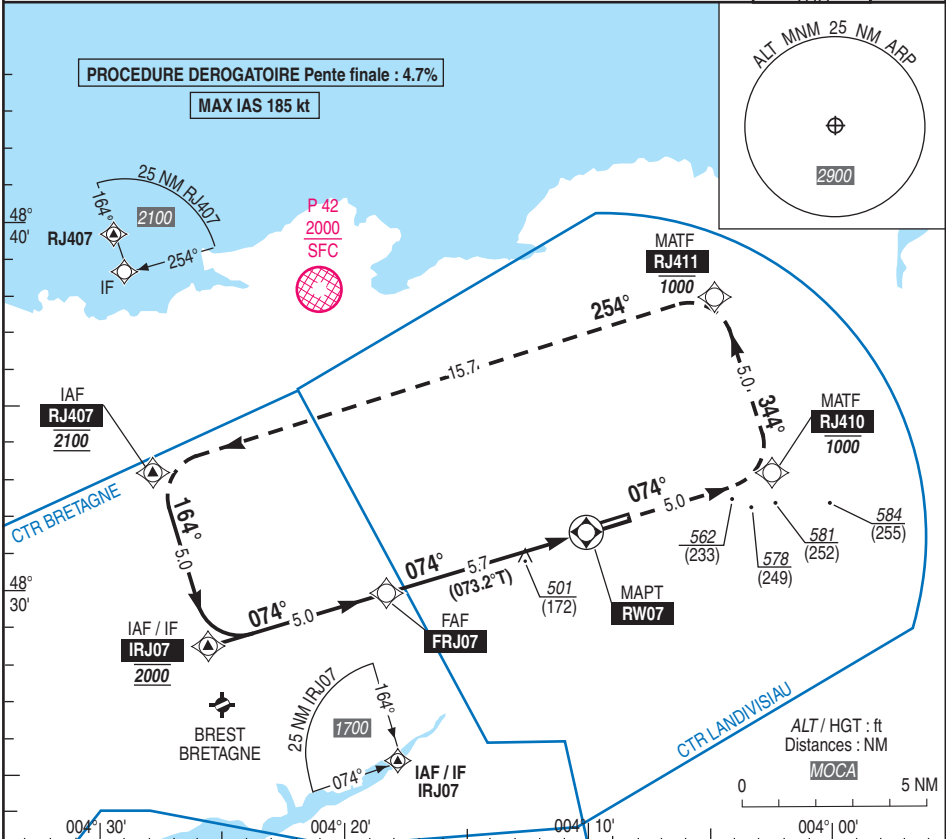 ALT MNM 25 NM ARP
2900
PROCEDURE DEROGATOIRE Pente finale : 4.7%
MAX IAS 185 kt
25 NM RJ407
164°
2100
RJ407
254°
IF
48°
40'
P 42
2000
SFC
MATF
RJ411
1000
254°
15.7
5.0
344°
IAF
RJ407
2100
MATF
RJ410
1000
CTR BRETAGNE
164°
5.0
074°
5.0
562
(233)
578
(249)
581
(252)
584
(255)
074°
5.7
(073.2°T)
501
(172)
MAPT
RW07
48°
30'
074°
5.0
FAF
FRJ07
IAF / IF
IRJ07
2000
BREST
BRETAGNE
25 NM IRJ07
164°
1700
074°
IAF / IF
IRJ07
CTR LANDIVISIAU
ALT / HGT : ft
Distances : NM
MOCA
0 5 NM
004° 30' 004° 20' 004° 10' 004° 00'